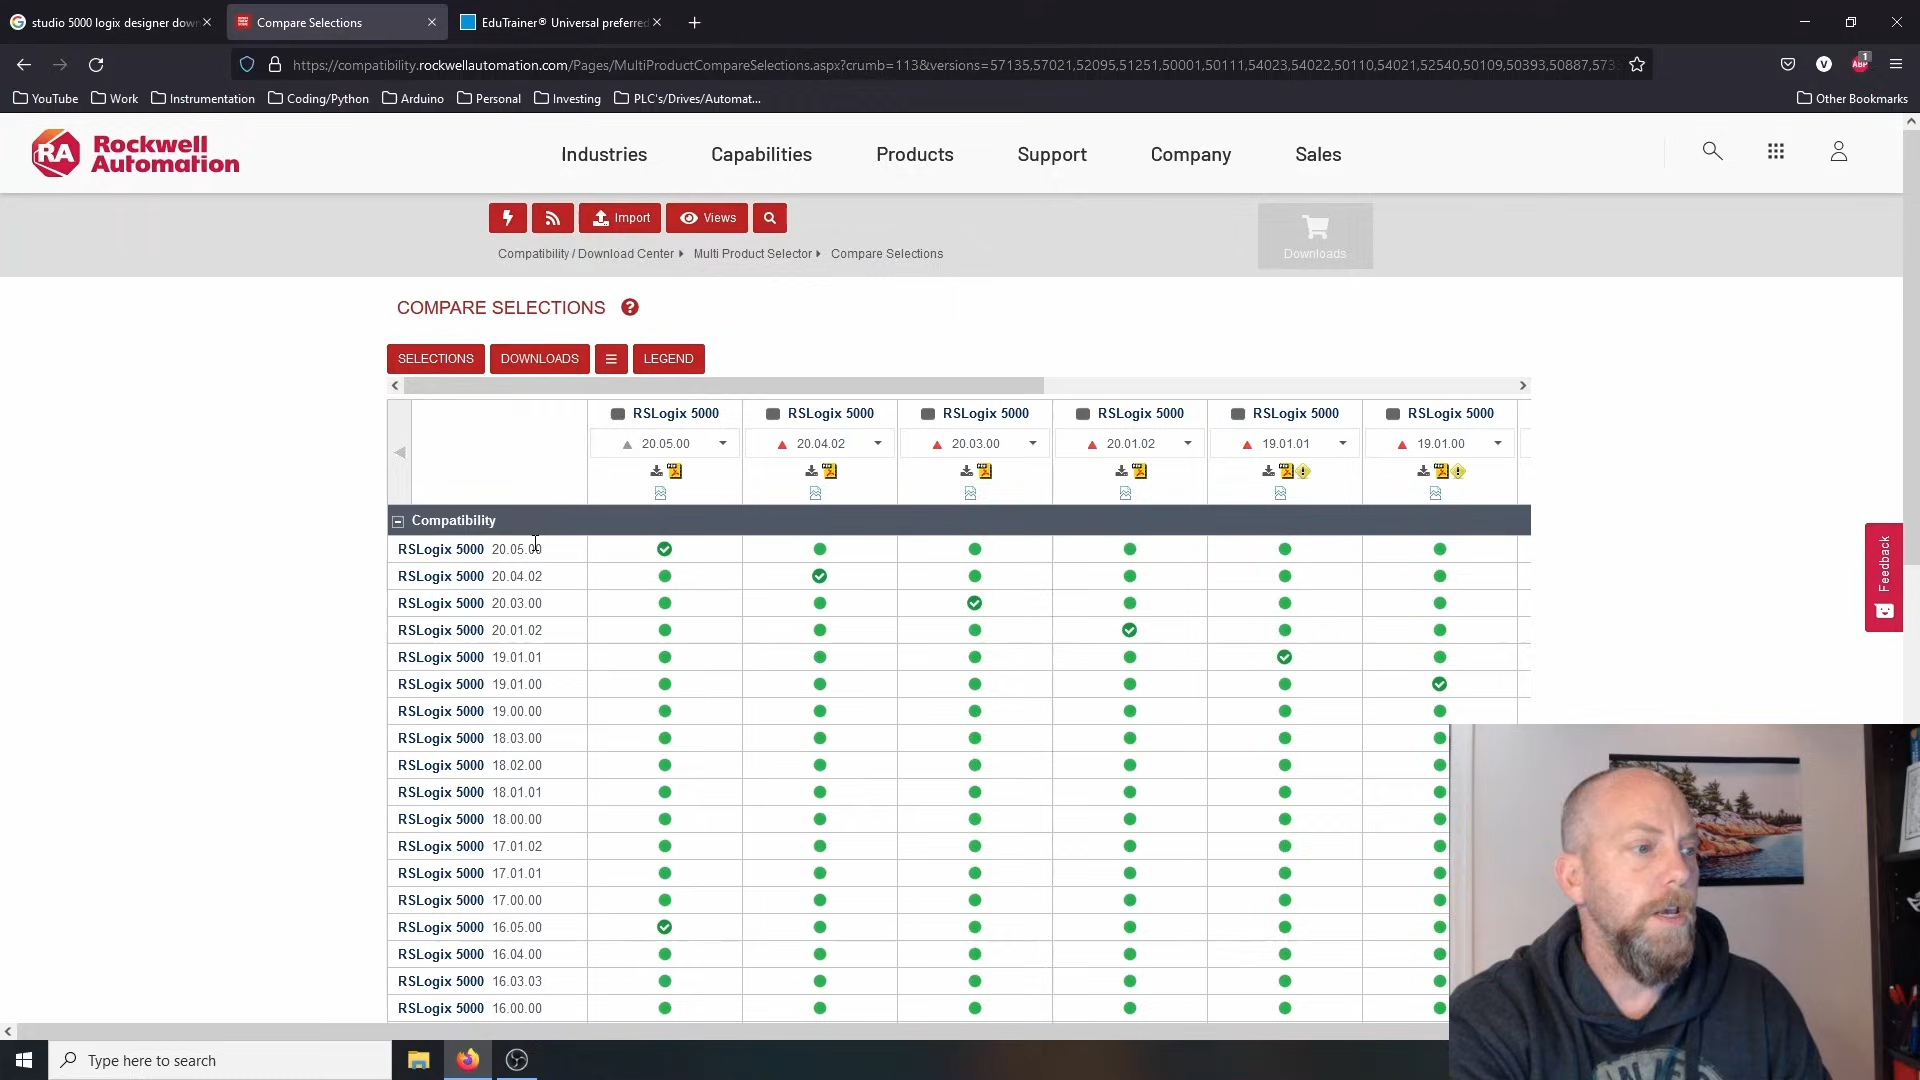 studio 5000 logix designer dow
Compare Selections
EduTrainer® Universal preferre
https://compatibility.rockwellautomation.com/Pages/MultiProductCompareSelections.aspx?crumb=113&versions=57135,57021,52095,51251,50001,50111,54023,54022,50110,54021,52540,50109,50393,50887,573
1
ABP
V
YouTube
Work
Instrumentation
Coding/Python
Arduino
Personal
Investing
PLC's/Drives/Automat...
Other Bookmarks
RA
Rockwell
Automation
Industries
Capabilities
Products
Support
Company
Sales
Import
Views
Downloads
Compatibility / Download Center
Multi Product Selector
Compare Selections
COMPARE SELECTIONS
SELECTIONS
DOWNLOADS
LEGEND
RSLogix 5000
RSLogix 5000
RSLogix 5000
RSLogix 5000
RSLogix 5000
RSLogix 5000
20.05.00
20.04.02
20.03.00
20.01.02
19.01.01
19.01.00
Compatibility
RSLogix 5000 20.05.00
RSLogix 5000 20.04.02
RSLogix 5000 20.03.00
RSLogix 5000 20.01.02
RSLogix 5000 19.01.01
RSLogix 5000 19.01.00
RSLogix 5000 19.00.00
RSLogix 5000 18.03.00
RSLogix 5000 18.02.00
RSLogix 5000 18.01.01
RSLogix 5000 18.00.00
RSLogix 5000 17.01.02
RSLogix 5000 17.01.01
RSLogix 5000 17.00.00
RSLogix 5000 16.05.00
RSLogix 5000 16.04.00
RSLogix 5000 16.03.03
RSLogix 5000 16.00.00
Feedback
Type here to search